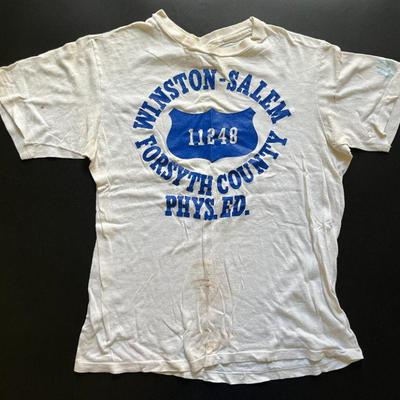 WINSTON-SALEM
11248
FORSYTH COUNTY
PHYS. ED.